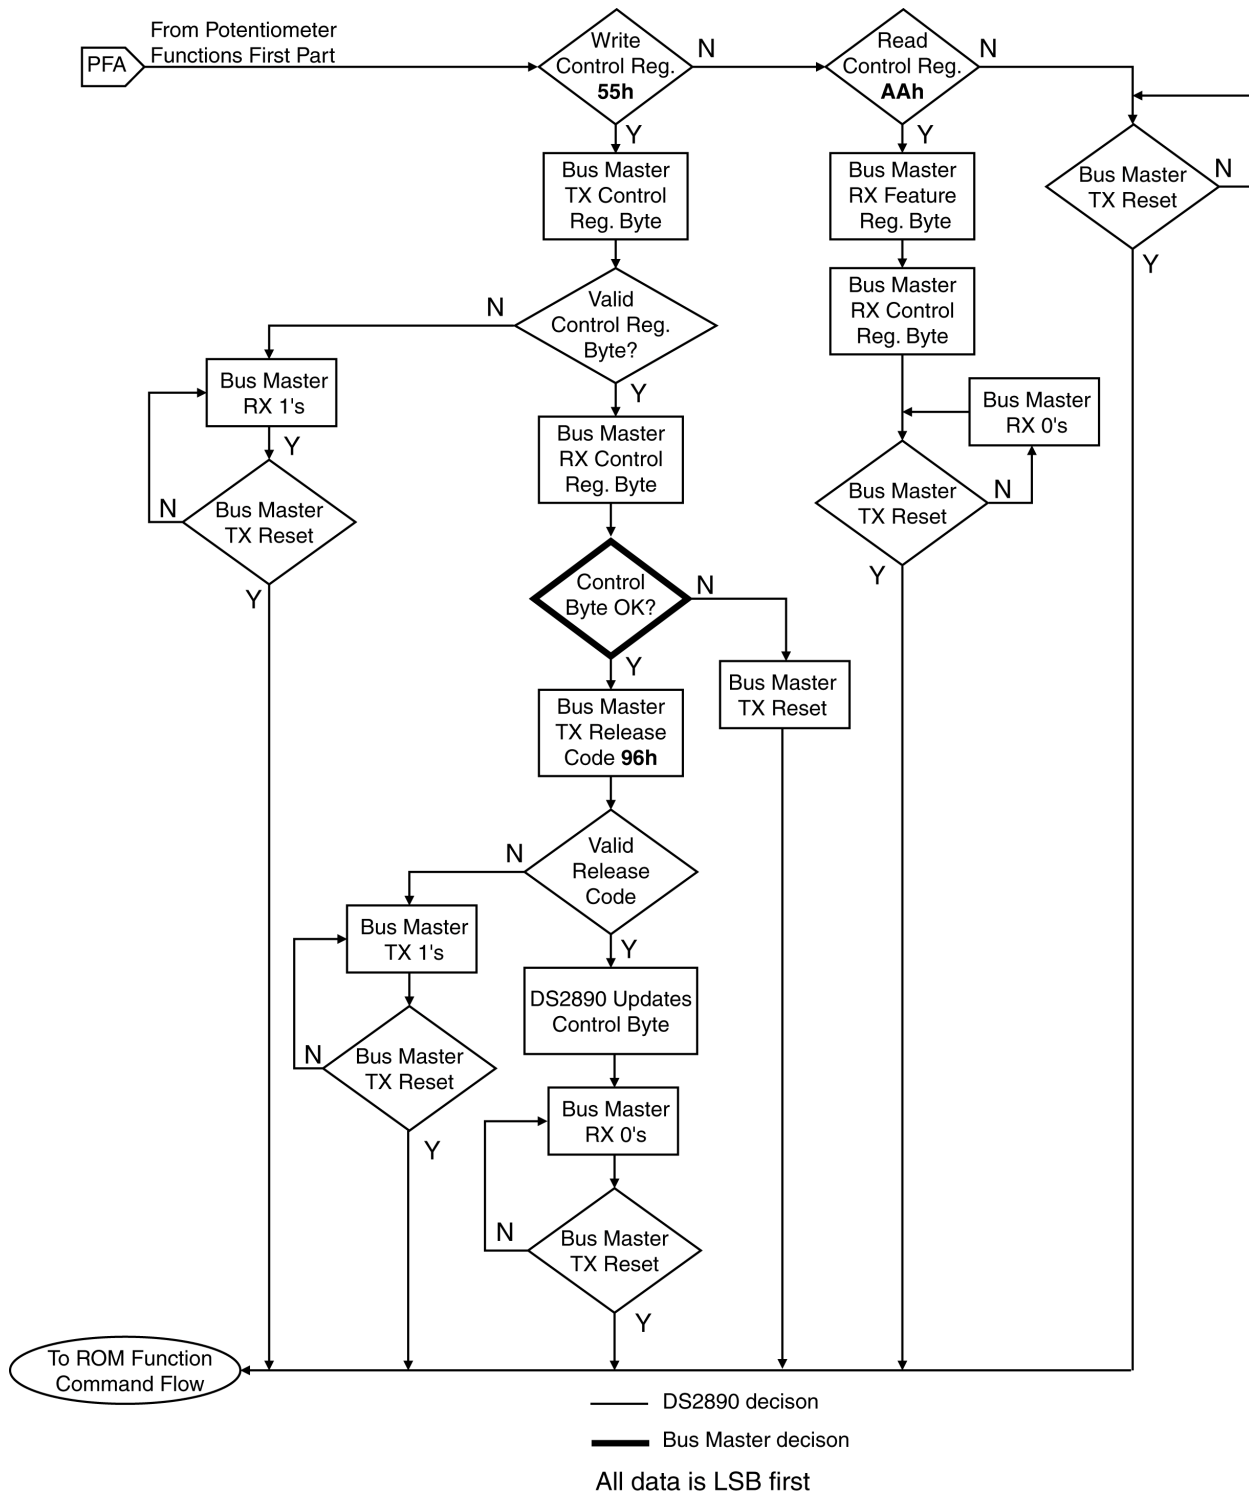 From Potentiometer
Functions First Part
PFA
Write
Control Reg.
55h
N
Y
Read
Control Reg.
AAh
N
Y
Bus Master
TX Control
Reg. Byte
Bus Master
RX Feature
Reg. Byte
Bus Master
TX Reset
N
Y
Valid
Control Reg.
Byte?
N
Y
Bus Master
RX Control
Reg. Byte
Bus Master
RX 1's
Y
Bus Master
RX 0's
Bus Master
RX Control
Reg. Byte
Bus Master
TX Reset
N
Y
Bus Master
TX Reset
N
Y
Control
Byte OK?
N
Y
Bus Master
TX Reset
Bus Master
TX Release
Code 96h
Valid
Release
Code
N
Y
Bus Master
TX 1's
DS2890 Updates
Control Byte
Bus Master
TX Reset
N
Y
Bus Master
RX 0's
Bus Master
TX Reset
N
Y
To ROM Function
Command Flow
DS2890 decison
Bus Master decison
All data is LSB first